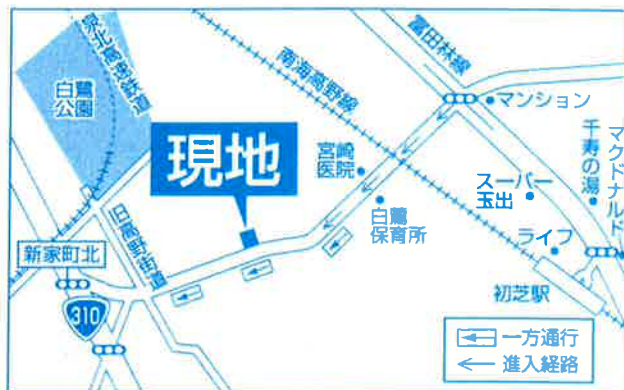 泉北高速鉄道
白鷺
公園
南海高野線
富田林線
マンション
現地
宮崎
医院
千寿の湯
マクドナルド
スーパー
玉出
白鷺
保育所
ライフ
旧高野街道
新家町北
310
初芝駅
一方通行
進入経路